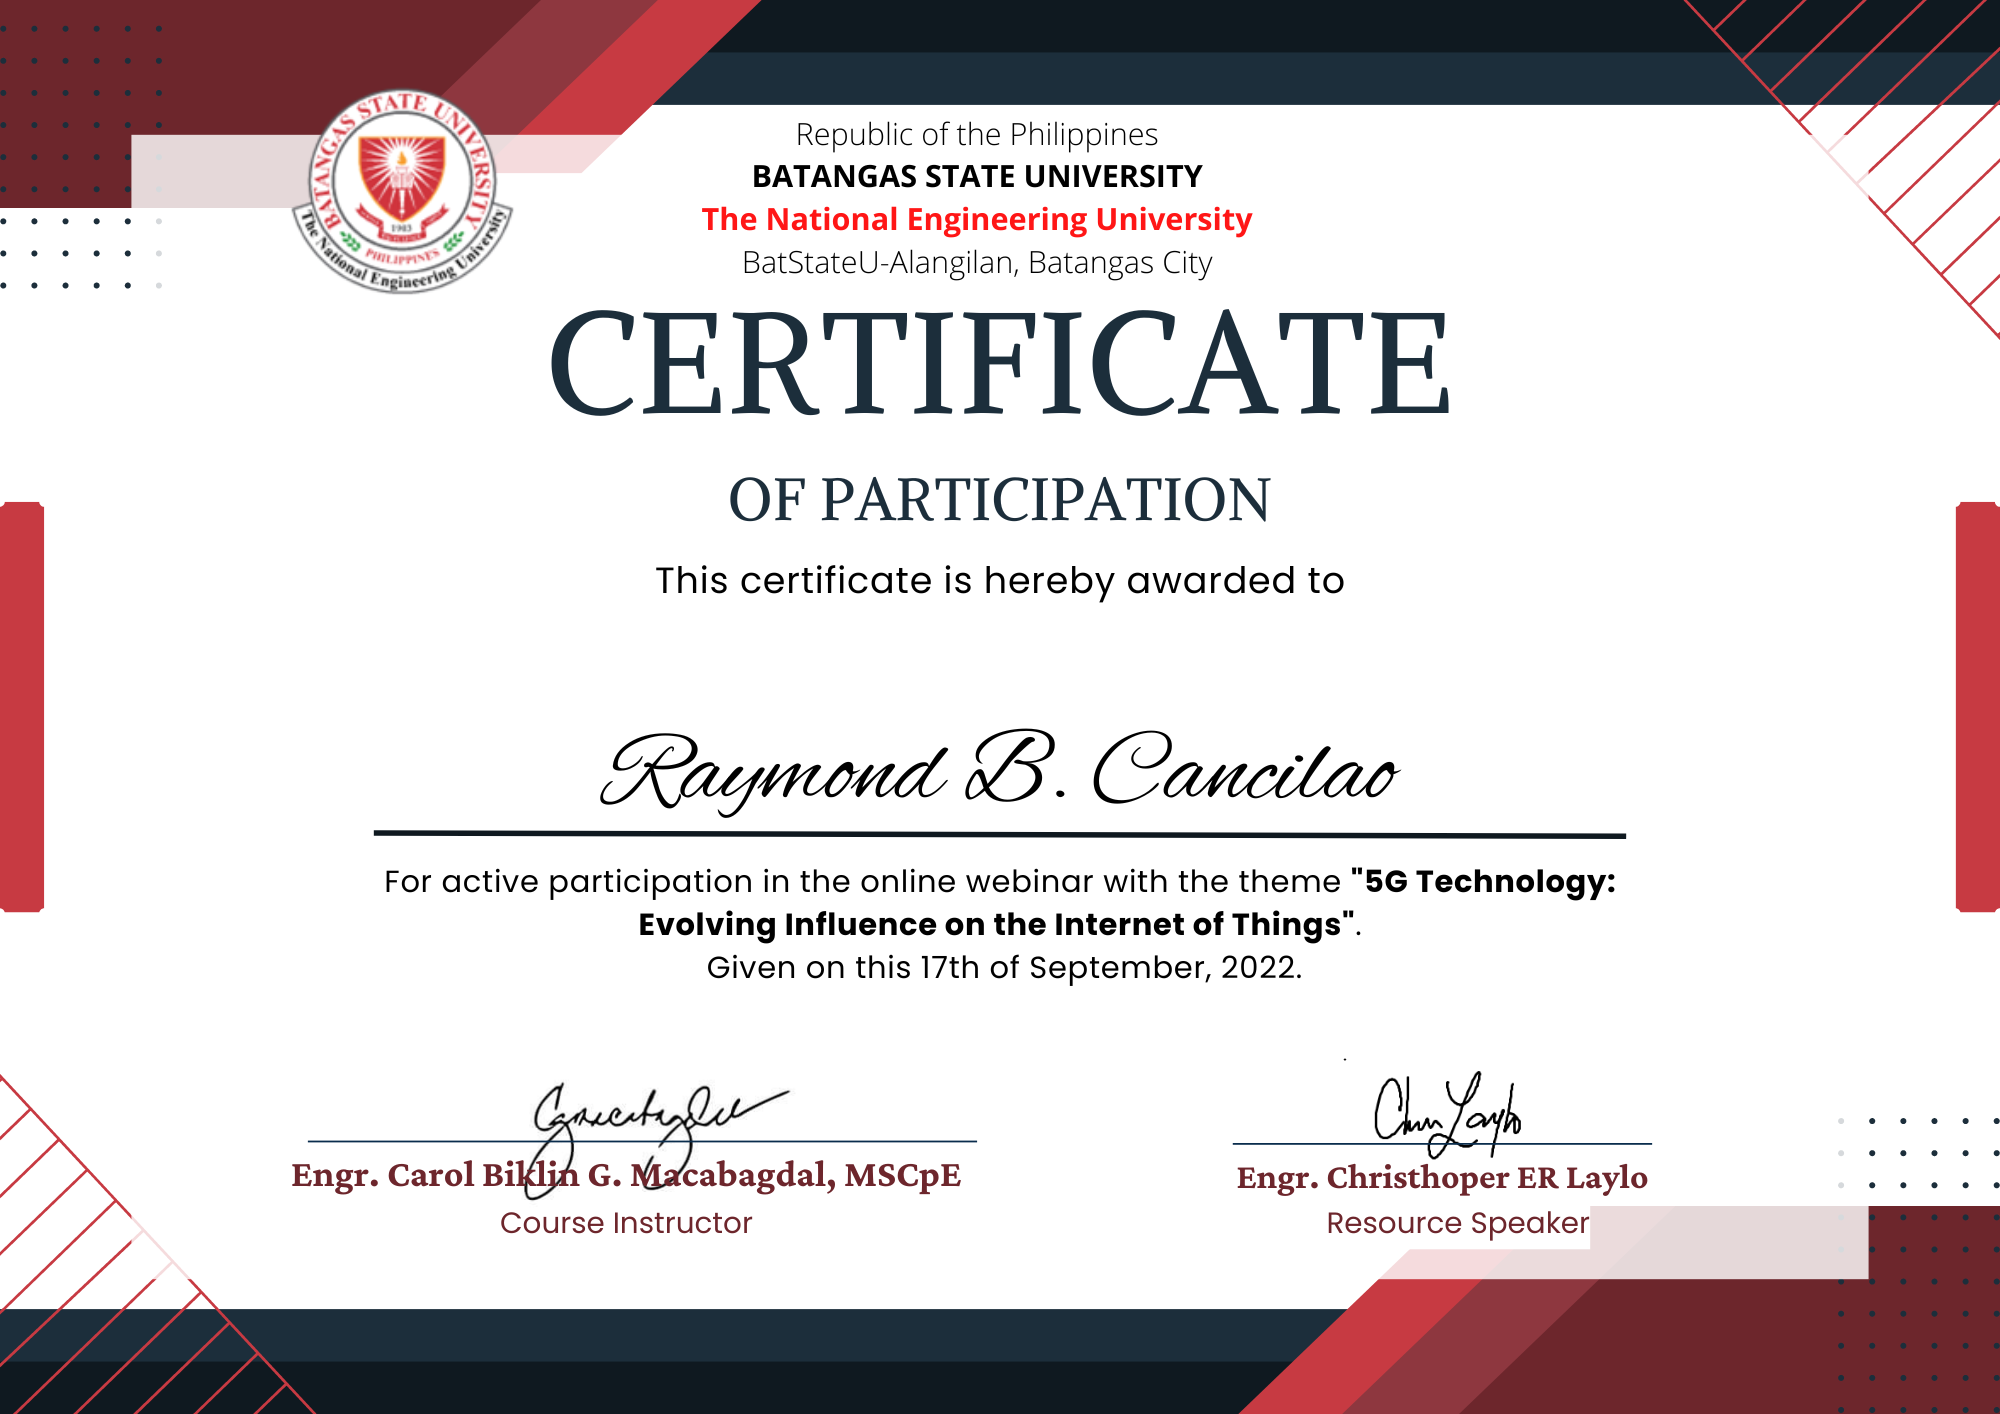 BATANGAS STATE UNIVERSITY
1903
PHILIPPINES
The National Engineering University
Republic of the Philippines
BATANGAS STATE UNIVERSITY
The National Engineering University
BatStateU-Alangilan, Batangas City
CERTIFICATE
OF PARTICIPATION
This certificate is hereby awarded to
Raymond B. Cancilao
For active participation in the online webinar with the theme "5G Technology:
Evolving Influence on the Internet of Things".
Given on this 17th of September, 2022.
Engr. Carol Biklin G. Macabagdal, MSCpE
Course Instructor
Engr. Christhoper ER Laylo
Resource Speaker